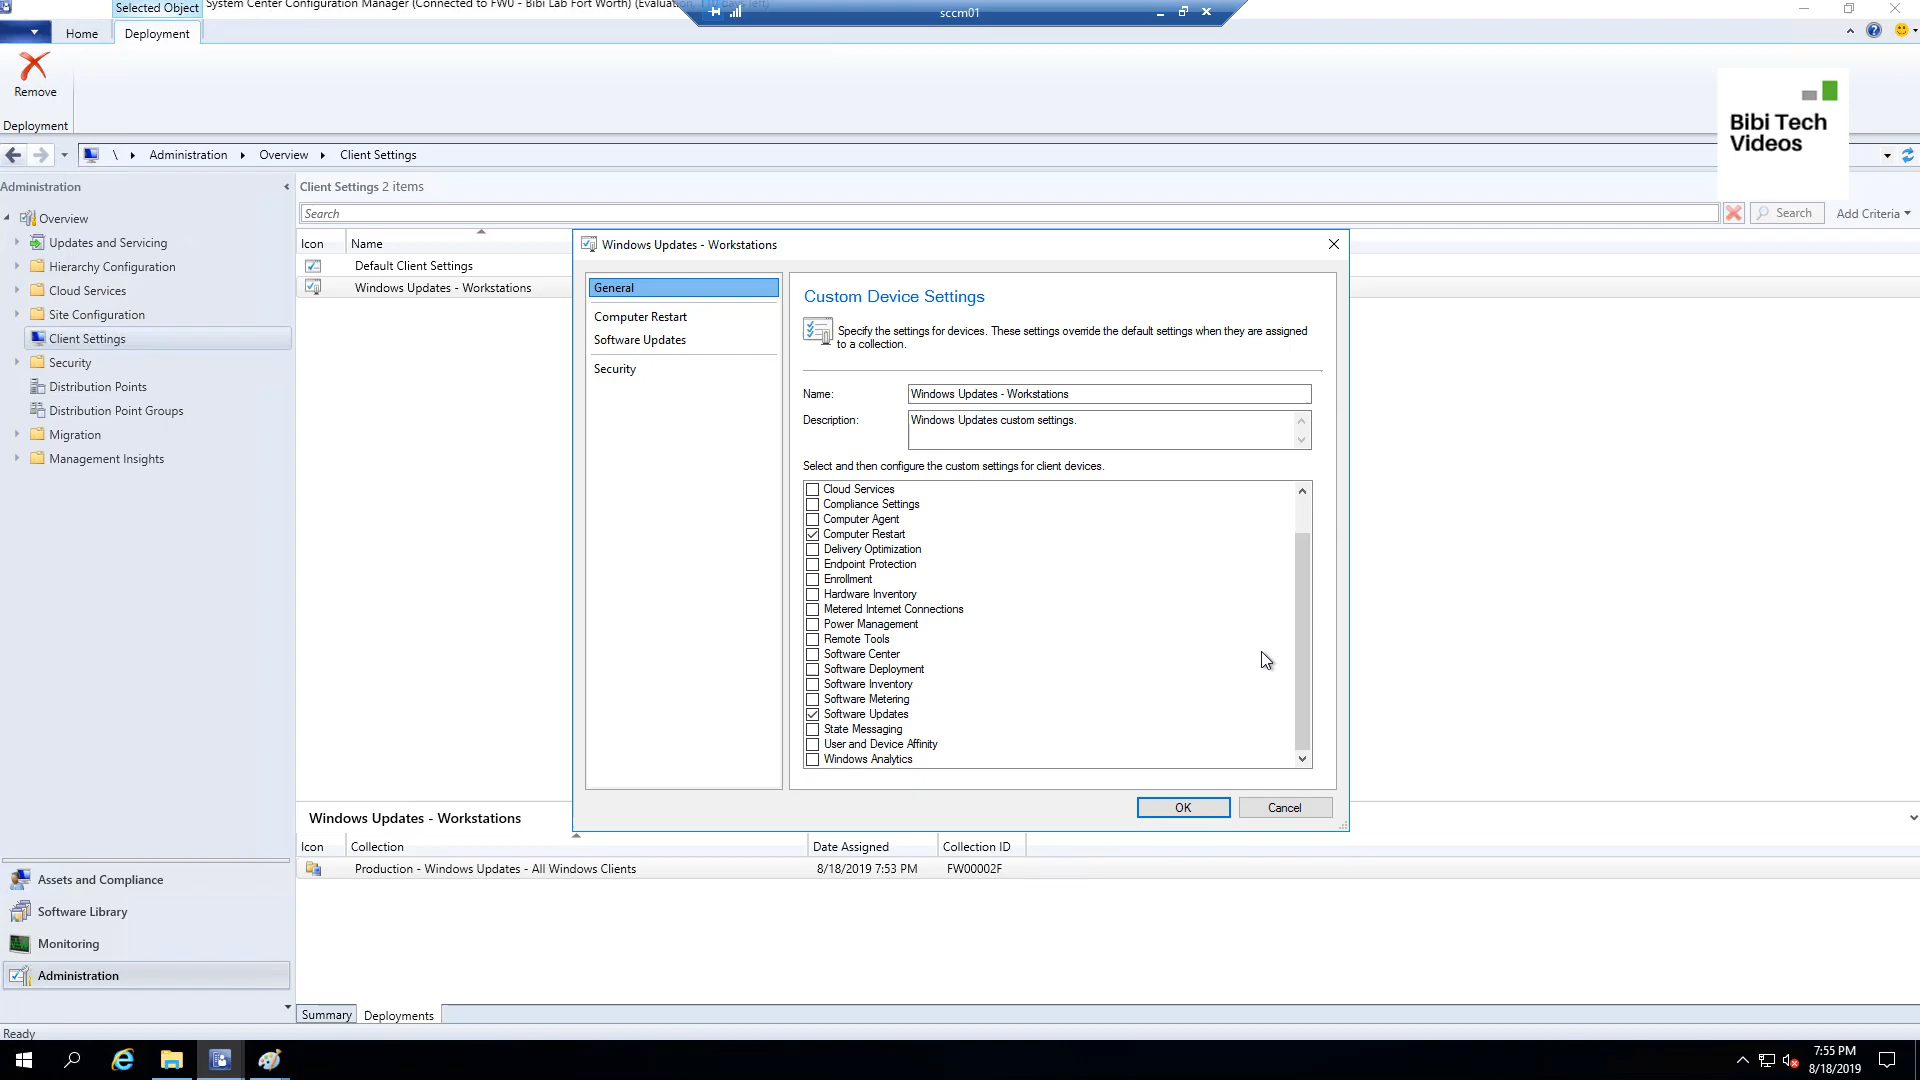 Selected Object
System Center Configuration Manager (Connected to FW0 - Bibi Lab Fort Worth) (Evaluation,
sccm01
Home
Deployment
Remove
Deployment
\ Administration Overview Client Settings
Bibi Tech
Videos
Administration
Overview
Updates and Servicing
Hierarchy Configuration
Cloud Services
Site Configuration
Client Settings
Security
Distribution Points
Distribution Point Groups
Migration
Management Insights
Assets and Compliance
Software Library
Monitoring
Administration
Client Settings 2 items
Search
Search
Add Criteria
Icon Name
Default Client Settings
Windows Updates - Workstations
Windows Updates - Workstations
General
Computer Restart
Software Updates
Security
Custom Device Settings
Specify the settings for devices. These settings override the default settings when they are assigned
to a collection.
Name: Windows Updates - Workstations
Description: Windows Updates custom settings.
Select and then configure the custom settings for client devices.
Cloud Services
Compliance Settings
Computer Agent
Computer Restart
Delivery Optimization
Endpoint Protection
Enrollment
Hardware Inventory
Metered Internet Connections
Power Management
Remote Tools
Software Center
Software Deployment
Software Inventory
Software Metering
Software Updates
State Messaging
User and Device Affinity
Windows Analytics
OK
Cancel
Windows Updates - Workstations
Icon Collection Date Assigned Collection ID
Production - Windows Updates - All Windows Clients 8/18/2019 7:53 PM FW00002F
Summary
Deployments
Ready
7:55 PM
8/18/2019